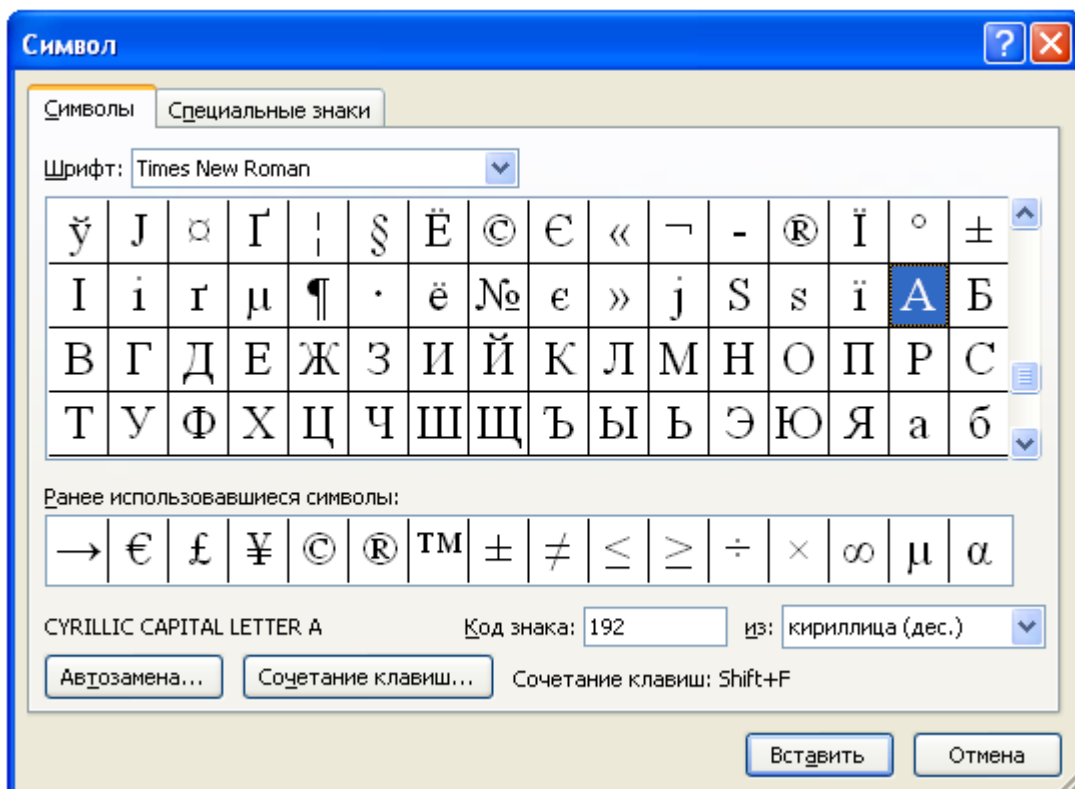 Символ
Символы Специальные знаки
Шрифт: Times New Roman
ў Ј ¤ Ґ ¦ § Ё © Є « ¬ - ® Ї ° ±
І і ґ µ ¶ · ё № є » ј Ѕ ѕ ї А Б
В Г Д Е Ж З И Й К Л М Н О П Р С
Т У Ф Х Ц Ч Ш Щ Ъ Ы Ь Э Ю Я а б
Ранее использовавшиеся символы:
→ € £ ¥ © ® ™ ± ≠ ≤ ≥ ÷ × ∞ µ α
CYRILLIC CAPITAL LETTER A Код знака: 192 из: кириллица (дес.)
Автозамена... Сочетание клавиш... Сочетание клавиш: Shift+F
Вставить Отмена